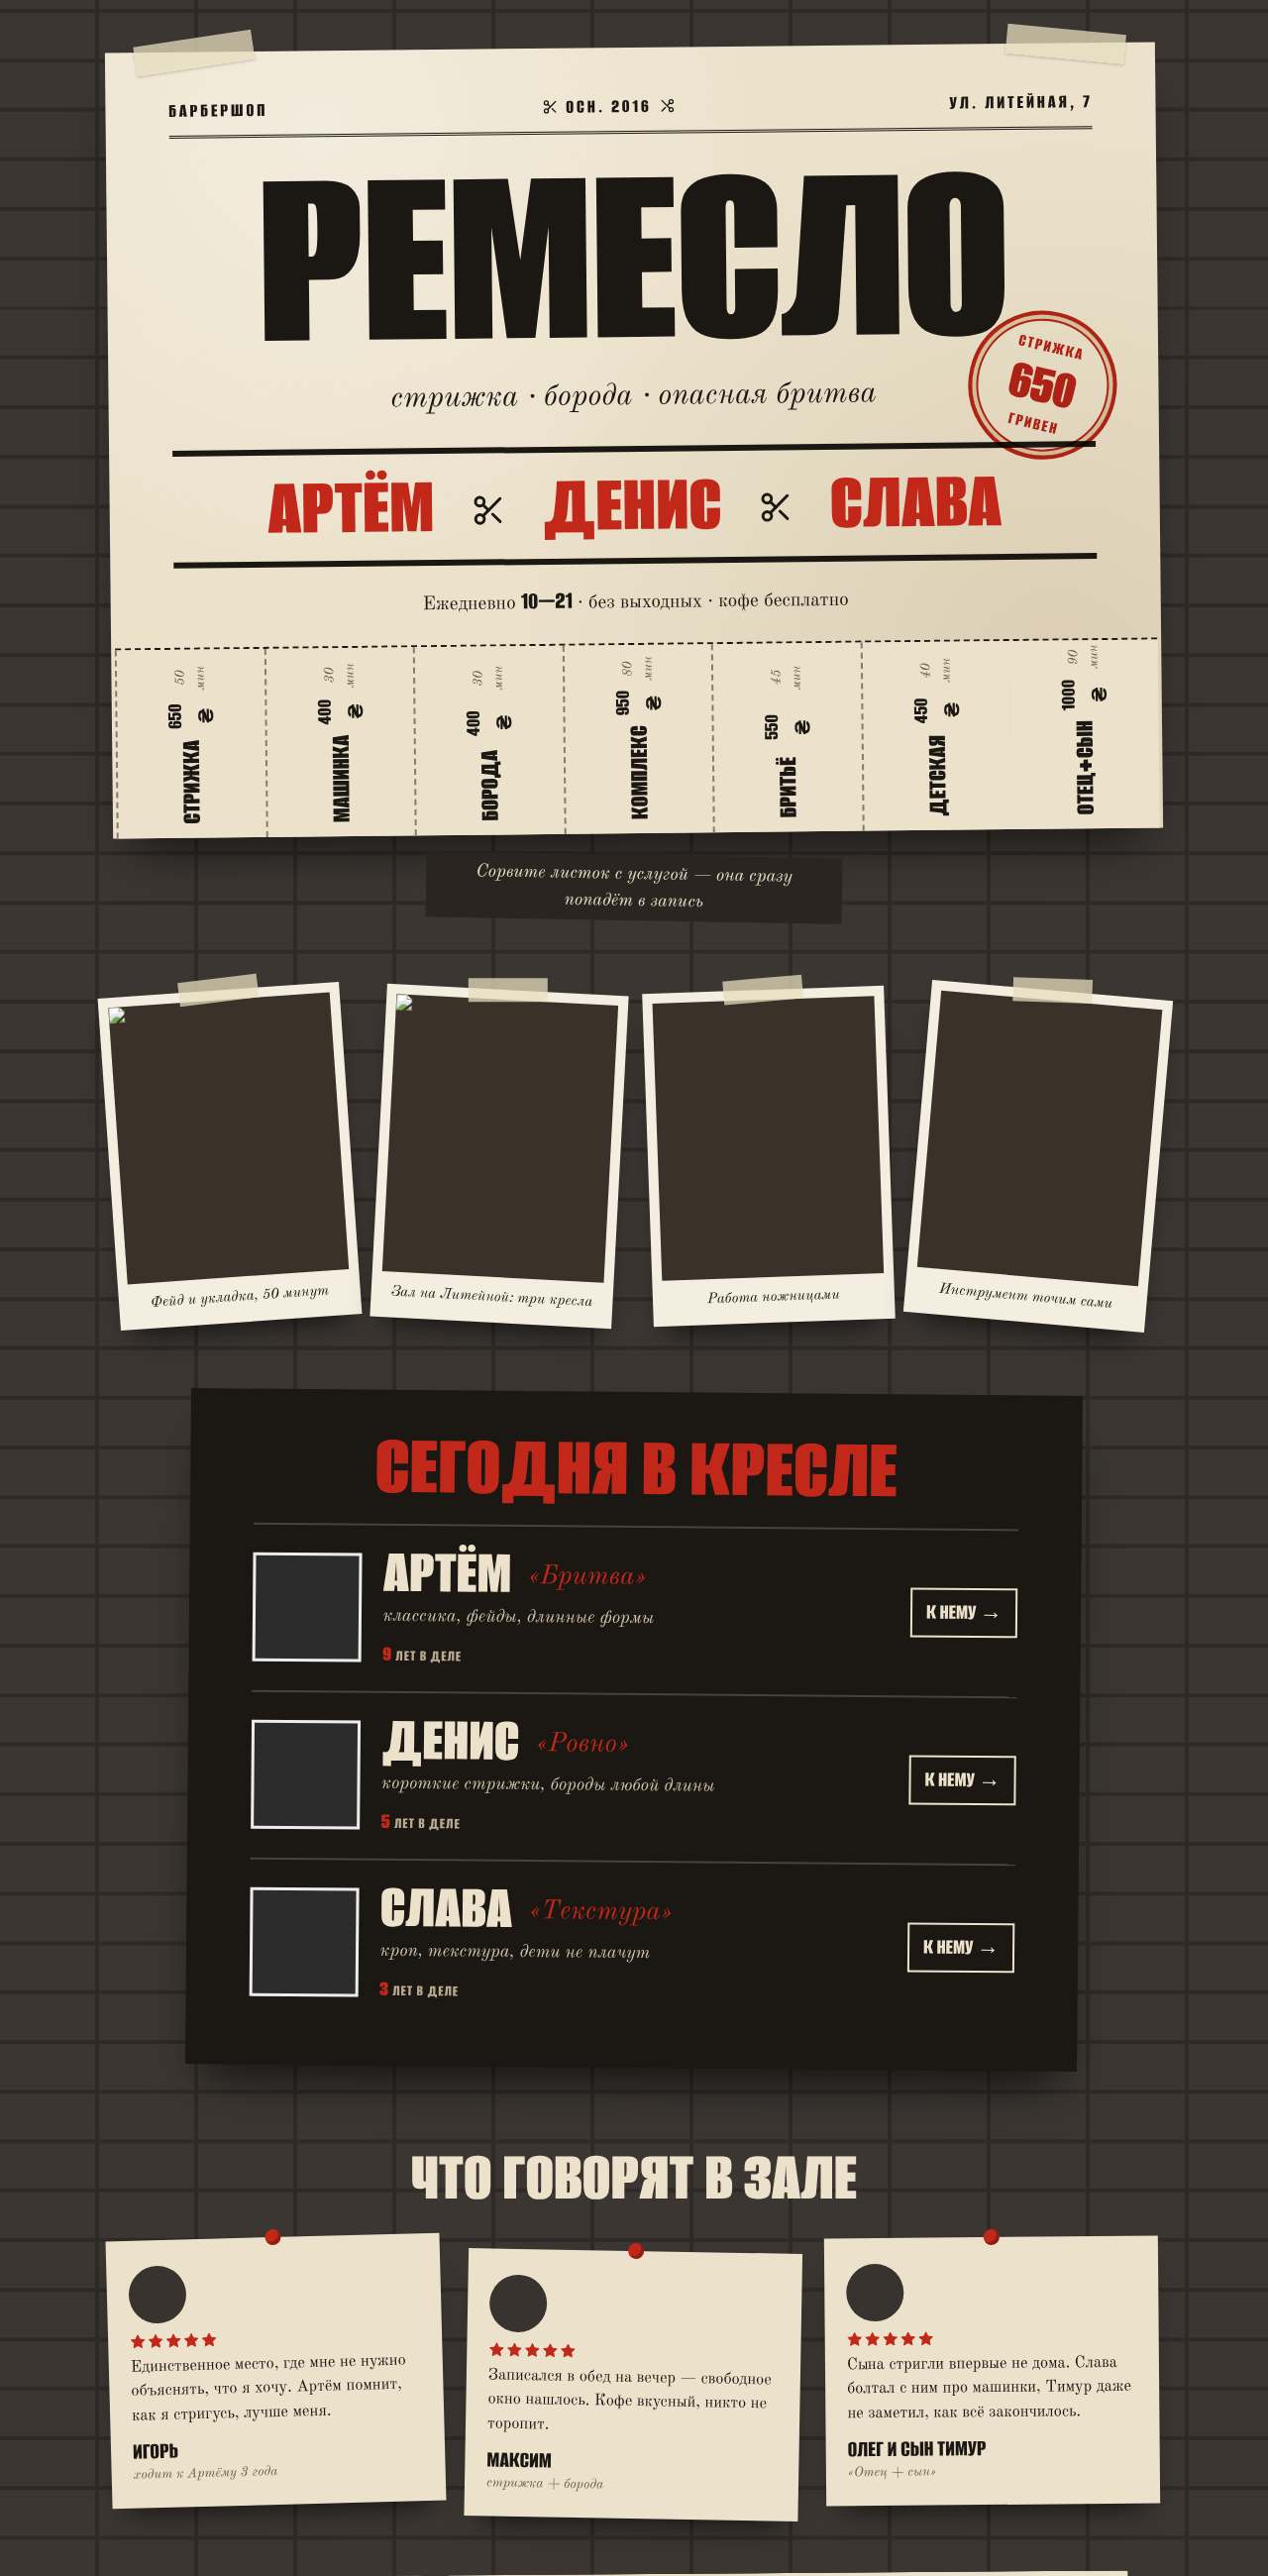 БАРБЕРШОП
ОСН. 2016
УЛ. ЛИТЕЙНАЯ, 7
РЕМЕСЛО
СТРИЖКА
650
ГРИВЕН
стрижка · борода · опасная бритва
АРТЁМ ДЕНИС СЛАВА
Ежедневно 10—21 · без выходных · кофе бесплатно
СТРИЖКА 650 ₴ 50 мин
МАШИНКА 400 ₴ 30 мин
БОРОДА 400 ₴ 30 мин
КОМПЛЕКС 950 ₴ 80 мин
БРИТЬЁ 550 ₴ 45 мин
ДЕТСКАЯ 450 ₴ 40 мин
ОТЕЦ+СЫН 1000 ₴ 90 мин
Сорвите листок с услугой — она сразу
попадёт в запись
Фейд и укладка, 50 минут
Зал на Литейной: три кресла
Работа ножницами
Инструмент точим сами
СЕГОДНЯ В КРЕСЛЕ
АРТЁМ «Бритва»
классика, фейды, длинные формы
9 ЛЕТ В ДЕЛЕ
К НЕМУ →
ДЕНИС «Ровно»
короткие стрижки, бороды любой длины
5 ЛЕТ В ДЕЛЕ
К НЕМУ →
СЛАВА «Текстура»
кроп, текстура, дети не плачут
3 ЛЕТ В ДЕЛЕ
К НЕМУ →
ЧТО ГОВОРЯТ В ЗАЛЕ
Единственное место, где мне не нужно
объяснять, что я хочу. Артём помнит,
как я стригусь, лучше меня.
ИГОРЬ
ходит к Артёму 3 года
Записался в обед на вечер — свободное
окно нашлось. Кофе вкусный, никто не
торопит.
МАКСИМ
стрижка + борода
Сына стригли впервые не дома. Слава
болтал с ним про машинки, Тимур даже
не заметил, как всё закончилось.
ОЛЕГ И СЫН ТИМУР
«Отец + сын»